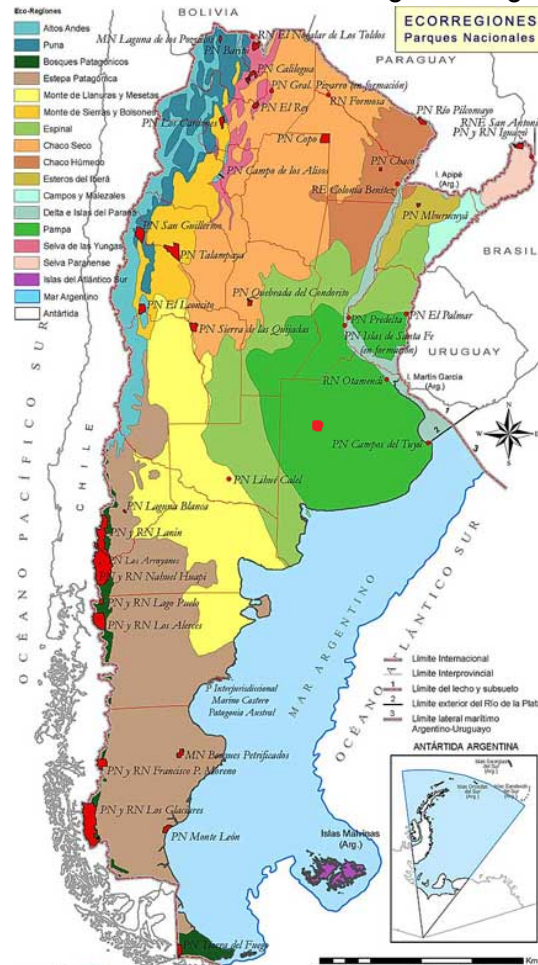 ECORREGIONES
Parques Nacionales
Eco-Regiones
Altos Andes
Puna
Bosques Patagónicos
Estepa Patagónica
Monte de Llanuras y Mesetas
Monte de Sierras y Bolsones
Espinal
Chaco Seco
Chaco Húmedo
Esteros del Iberá
Campos y Malezales
Delta e Islas del Paraná
Pampa
Selva de las Yungas
Selva Paranense
Islas del Atlántico Sur
Mar Argentino
Antártida
BOLIVIA
PARAGUAY
BRASIL
URUGUAY
CHILE
OCÉANO PACÍFICO SUR
OCÉANO ATLÁNTICO SUR
MAR ARGENTINO
MN Laguna de los Pozuelos
RN El Nogalar de Los Toldos
PN Baritú
PN Calilegua
PN Gral. Pizarro (en formación)
PN El Rey
RN Formosa
PN Río Pilcomayo
RNE San Antonio
PN y RN Iguazú
PN Los Cardones
PN Copo
PN Chaco
I. Apipé
(Arg.)
PN Campo de los Alisos
RE Colonia Benítez
PN Mburucuyá
PN San Guillermo
PN Talampaya
PN El Leoncito
PN Quebrada del Condorito
PN Sierra de las Quijadas
PN Predelta
PN El Palmar
PN Islas de Santa Fe
(en formación)
RN Otamendi
I. Martín García
(Arg.)
PN Campos del Tuyú
1
2
3
PN Lihué Calel
PN Laguna Blanca
PN y RN Lanín
PN Los Arrayanes
PN y RN Nahuel Huapi
PN y RN Lago Puelo
PN y RN Los Alerces
P Interjurisdiccional
Marino Costero
Patagonia Austral
MN Bosques Petrificados
PN y RN Francisco P. Moreno
PN y RN Los Glaciares
PN Monte León
Islas Malvinas
(Arg.)
PN Tierra del Fuego
Límite Internacional
Límite Interprovincial
1
Límite del lecho y subsuelo
2
Límite exterior del Río de la Plata
3
Límite lateral marítimo
Argentino-Uruguayo
ANTÁRTIDA ARGENTINA
Km